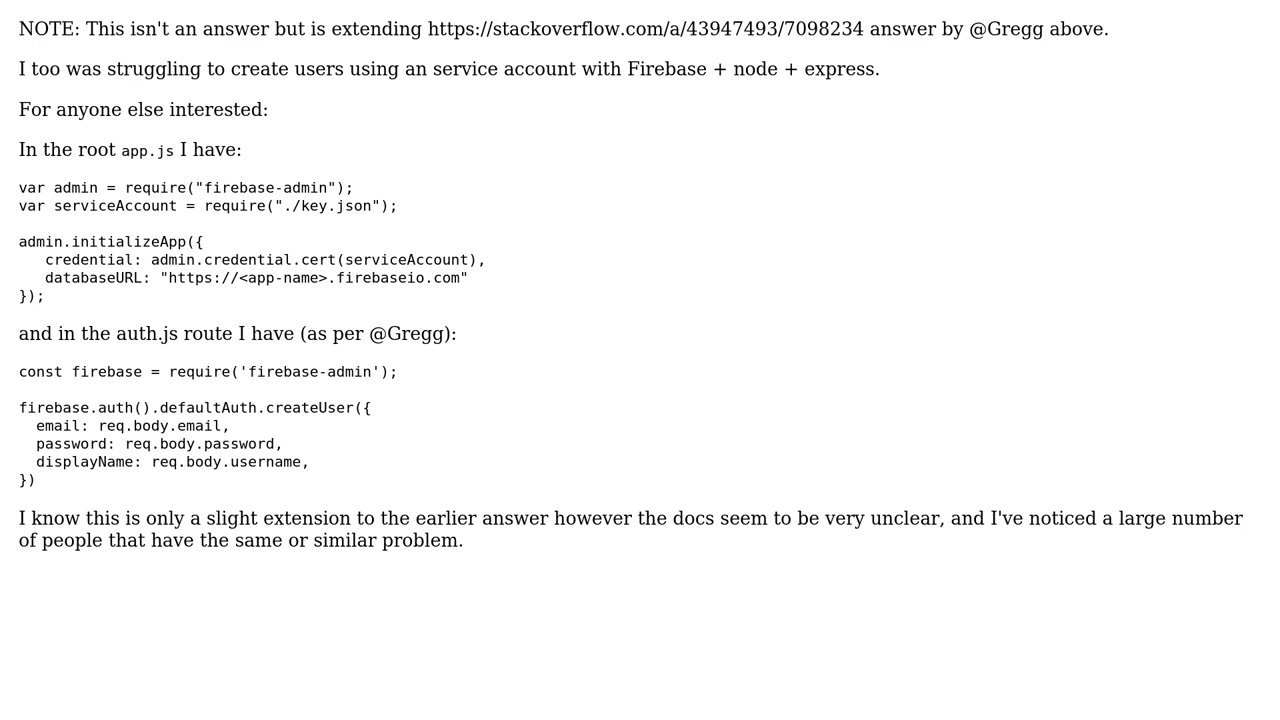 NOTE: This isn't an answer but is extending https://stackoverflow.com/a/43947493/7098234 answer by @Gregg above.
I too was struggling to create users using an service account with Firebase + node + express.
For anyone else interested:
In the root app.js I have:
var admin = require("firebase-admin");
var serviceAccount = require("./key.json");
admin.initializeApp({
   credential: admin.credential.cert(serviceAccount),
   databaseURL: "https://<app-name>.firebaseio.com"
});
and in the auth.js route I have (as per @Gregg):
const firebase = require('firebase-admin');
firebase.auth().defaultAuth.createUser({
  email: req.body.email,
  password: req.body.password,
  displayName: req.body.username,
})
I know this is only a slight extension to the earlier answer however the docs seem to be very unclear, and I've noticed a large number
of people that have the same or similar problem.